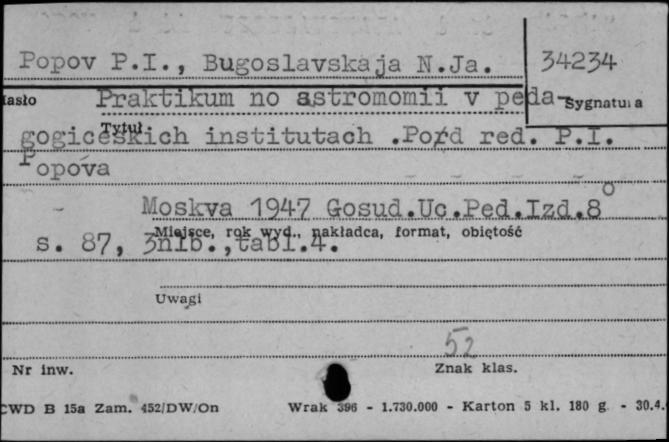 Popov P.I., Bugoslavskaja N.Ja.
34234
Hasło
Praktikum no astromomii v peda-
Sygnatura
Tytuł
gogiceskich institutach .Pord red. P.I.
Popova
Moskva 1947 Gosud.Uc.Ped.Izd.8°
Miejsce, rok wyd., nakładca, format, objętość
s. 87, 3nlb.,tabl.4.
Uwagi
52
Nr inw.
Znak klas.
CWD B 15a Zam. 452/DW/On
Wrak 396 - 1.730.000 - Karton 5 kl. 180 g. - 30.4.